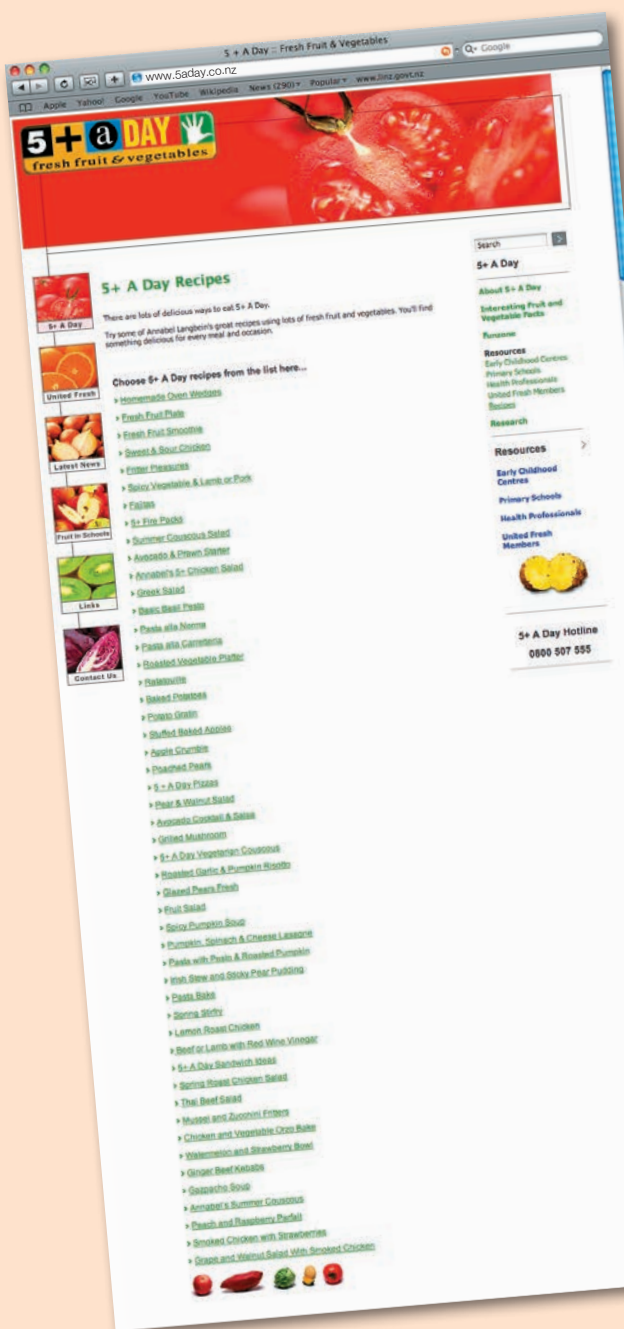 5 + A Day :: Fresh Fruit & Vegetables
www.5aday.co.nz
Google
Apple Yahoo! Google YouTube Wikipedia News (290) Popular www.linz.govt.nz
5+a DAY
fresh fruit & vegetables
5+ A Day
United Fresh
Latest News
Fruit in Schools
Links
Contact Us
5+ A Day Recipes
There are lots of delicious ways to eat 5+ A Day.
Try some of Annabel Langbein's great recipes using lots of fresh fruit and vegetables. You'll find
something delicious for every meal and occasion.
Choose 5+ A Day recipes from the list here...
Homemade Oven Wedges
Fresh Fruit Plate
Fresh Fruit Smoothie
Sweet & Sour Chicken
Fritter Pleasures
Spicy Vegetable & Lamb or Pork
Fajitas
5+ Fire Packs
Summer Couscous Salad
Avocado & Prawn Starter
Annabel's 5+ Chicken Salad
Greek Salad
Basic Basil Pesto
Pasta alla Norma
Pasta alla Carretteria
Roasted Vegetable Platter
Ratatouille
Baked Potatoes
Potato Gratin
Stuffed Baked Apples
Apple Crumble
Poached Pears
5 + A Day Pizzas
Pear & Walnut Salad
Avocado Cocktail & Salsa
Grilled Mushroom
5+ A Day Vegetarian Couscous
Roasted Garlic & Pumpkin Risotto
Glazed Pears Fresh
Fruit Salad
Spicy Pumpkin Soup
Pumpkin, Spinach & Cheese Lasagne
Pasta with Pesto & Roasted Pumpkin
Irish Stew and Sticky Pear Pudding
Pasta Bake
Spring Stirfry
Lemon Roast Chicken
Beef or Lamb with Red Wine Vinegar
5+ A Day Sandwich Ideas
Spring Roast Chicken Salad
Thai Beef Salad
Mussel and Zucchini Fritters
Chicken and Vegetable Orzo Bake
Watermelon and Strawberry Bowl
Ginger Beef Kebabs
Gazpacho Soup
Annabel's Summer Couscous
Peach and Raspberry Parfait
Smoked Chicken with Strawberries
Grape and Walnut Salad With Smoked Chicken
Search
5+ A Day
About 5+ A Day
Interesting Fruit and
Vegetable Facts
Funzone
Resources
Early Childhood Centres
Primary Schools
Health Professionals
United Fresh Members
Recipes
Research
Resources
Early Childhood
Centres
Primary Schools
Health Professionals
United Fresh
Members
5+ A Day Hotline
0800 507 555